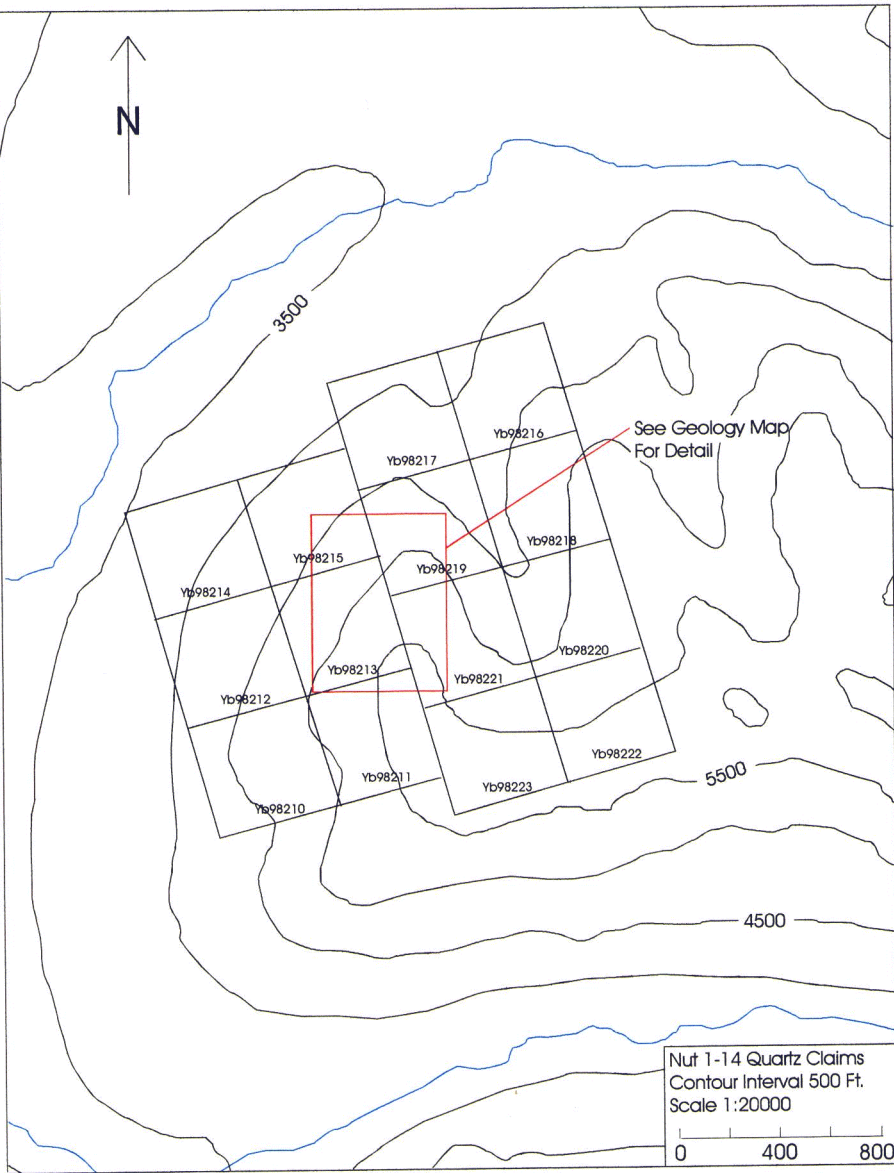 N
3500
Yb98216
Yb98217
See Geology Map
For Detail
Yb98218
Yb98215
Yb98219
Yb98214
Yb98220
Yb98213
Yb98221
Yb98212
Yb98222
5500
Yb98211
Yb98223
Yb98210
4500
Nut 1-14 Quartz Claims
Contour Interval 500 Ft.
Scale 1:20000
0 400 800